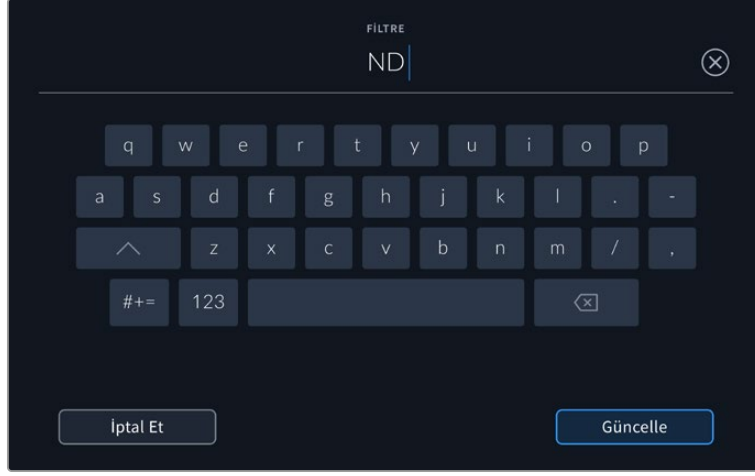 FİLTRE
ND
q w e r t y u i o p
a s d f g h j k l . -
z x c v b n m / ,
#+= 123
İptal Et Güncelle